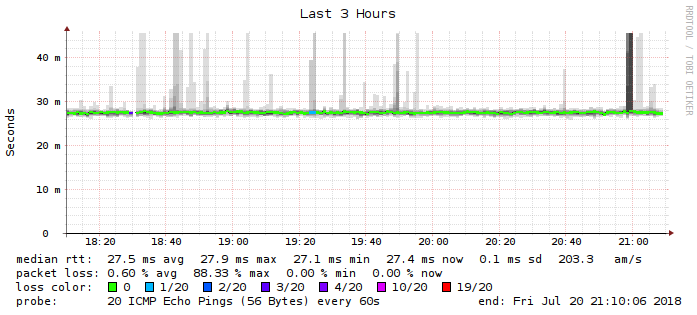 Last 3 Hours
RRDTOOL / TOBI OETIKER
Seconds
40 m
30 m
20 m
10 m
0
18:20 18:40 19:00 19:20 19:40 20:00 20:20 20:40 21:00
median rtt: 27.5 ms avg 27.9 ms max 27.1 ms min 27.4 ms now 0.1 ms sd 203.3 am/s
packet loss: 0.60 % avg 88.33 % max 0.00 % min 0.00 % now
loss color: 0 1/20 2/20 3/20 4/20 10/20 19/20
probe: 20 ICMP Echo Pings (56 Bytes) every 60s end: Fri Jul 20 21:10:06 2018